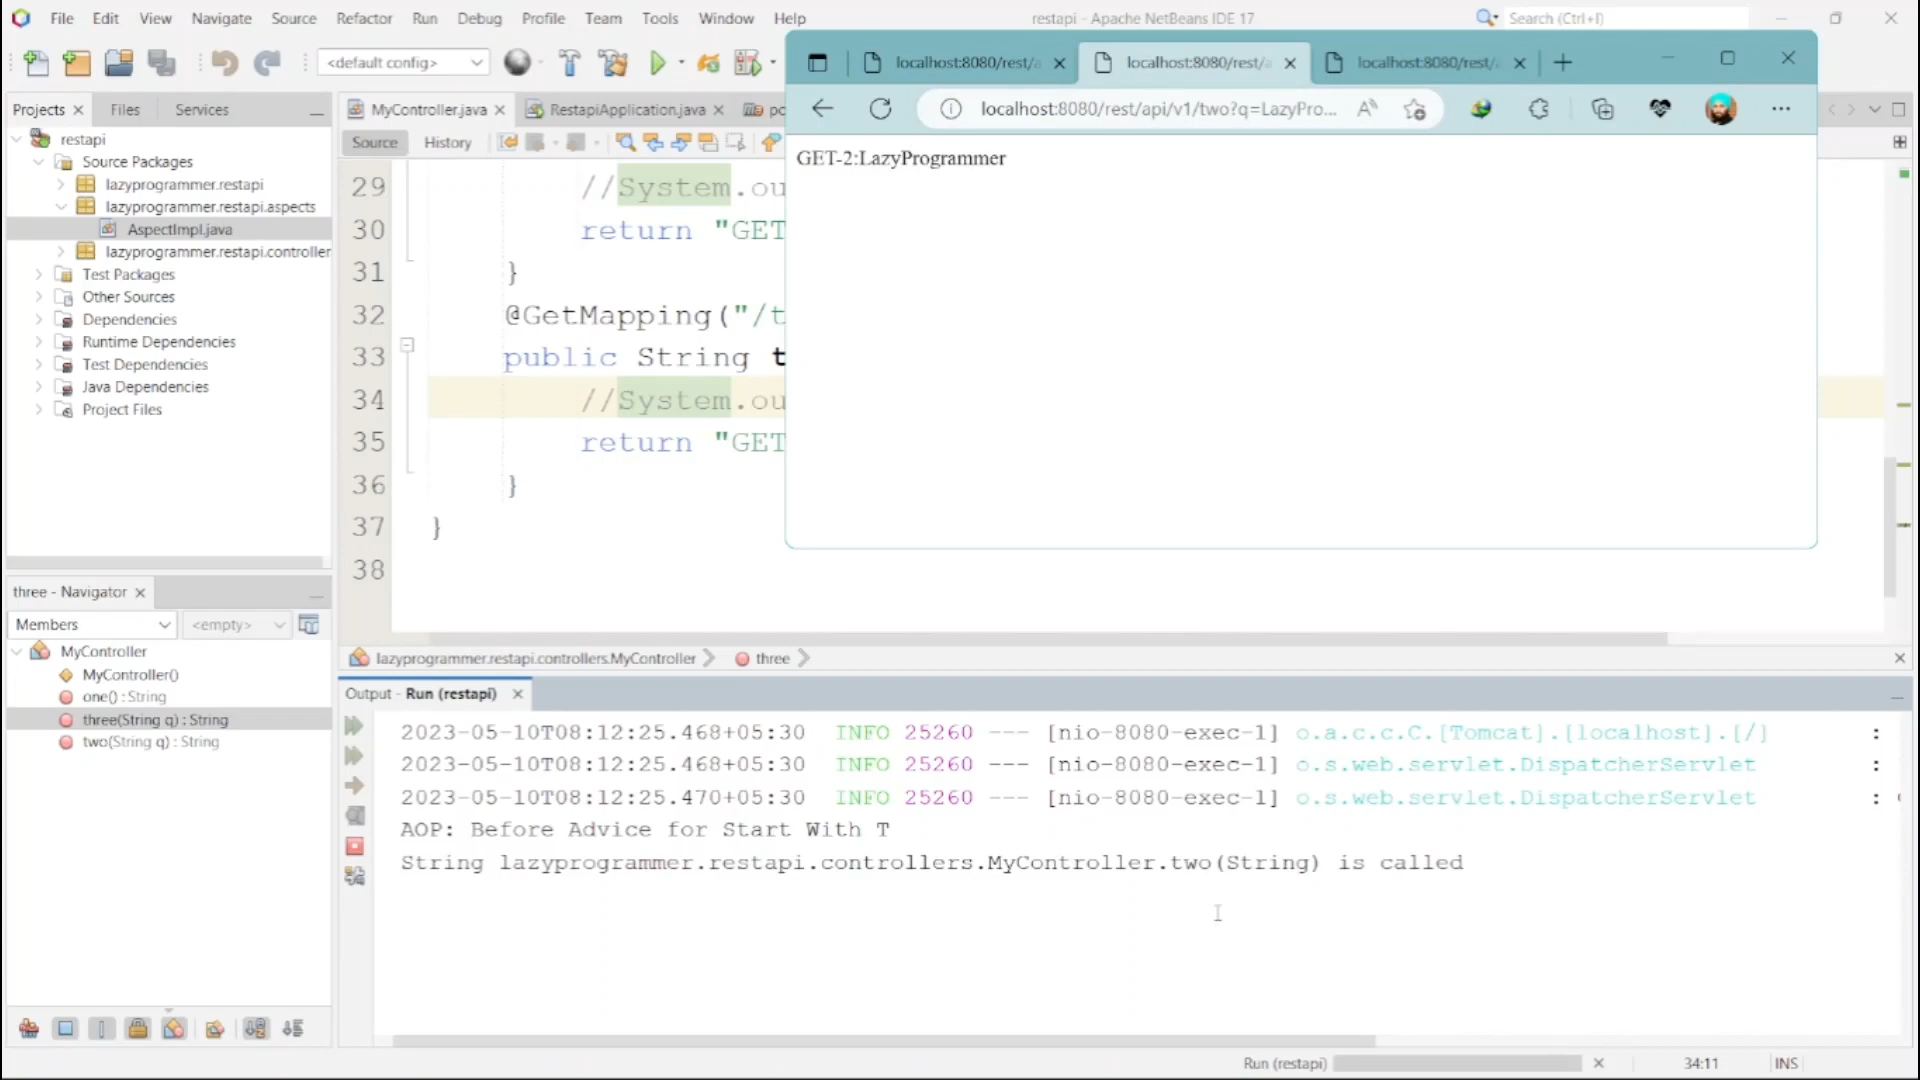 File Edit View Navigate Source Refactor Run Debug Profile Team Tools Window Help
restapi - Apache NetBeans IDE 17
Search (Ctrl+I)
<default config>
localhost:8080/rest/
localhost:8080/rest/
localhost:8080/rest/
localhost:8080/rest/api/v1/two?q=LazyPro...
GET-2:LazyProgrammer
Projects Files Services
restapi
Source Packages
lazyprogrammer.restapi
lazyprogrammer.restapi.aspects
AspectImpl.java
lazyprogrammer.restapi.controller
Test Packages
Other Sources
Dependencies
Runtime Dependencies
Test Dependencies
Java Dependencies
Project Files
MyController.java RestapiApplication.java
Source History
29 //System.ou
30 return "GET
31 }
32 @GetMapping("/t
33 public String t
34 //System.ou
35 return "GET
36 }
37 }
38
three - Navigator
Members <empty>
MyController
MyController()
one() : String
three(String q) : String
two(String q) : String
lazyprogrammer.restapi.controllers.MyController three
Output - Run (restapi)
2023-05-10T08:12:25.468+05:30 INFO 25260 --- [nio-8080-exec-1] o.a.c.c.C.[Tomcat].[localhost].[/] :
2023-05-10T08:12:25.468+05:30 INFO 25260 --- [nio-8080-exec-1] o.s.web.servlet.DispatcherServlet :
2023-05-10T08:12:25.470+05:30 INFO 25260 --- [nio-8080-exec-1] o.s.web.servlet.DispatcherServlet :
AOP: Before Advice for Start With T
String lazyprogrammer.restapi.controllers.MyController.two(String) is called
Run (restapi) 34:11 INS